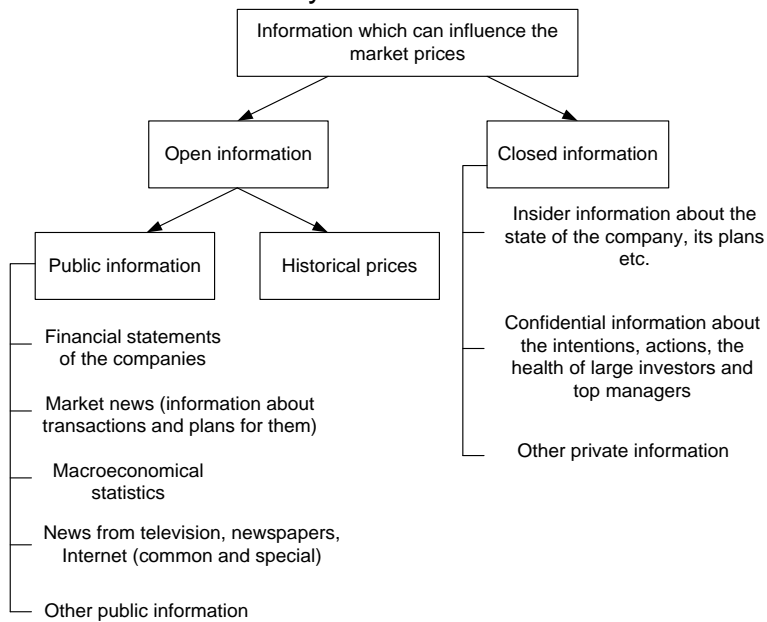 Information which can influence the
market prices
Open information
Closed information
Public information
Historical prices
Financial statements
of the companies
Market news (information about
transactions and plans for them)
Macroeconomical
statistics
News from television, newspapers,
Internet (common and special)
Other public information
Insider information about the
state of the company, its plans
etc.
Confidential information about
the intentions, actions, the
health of large investors and
top managers
Other private information